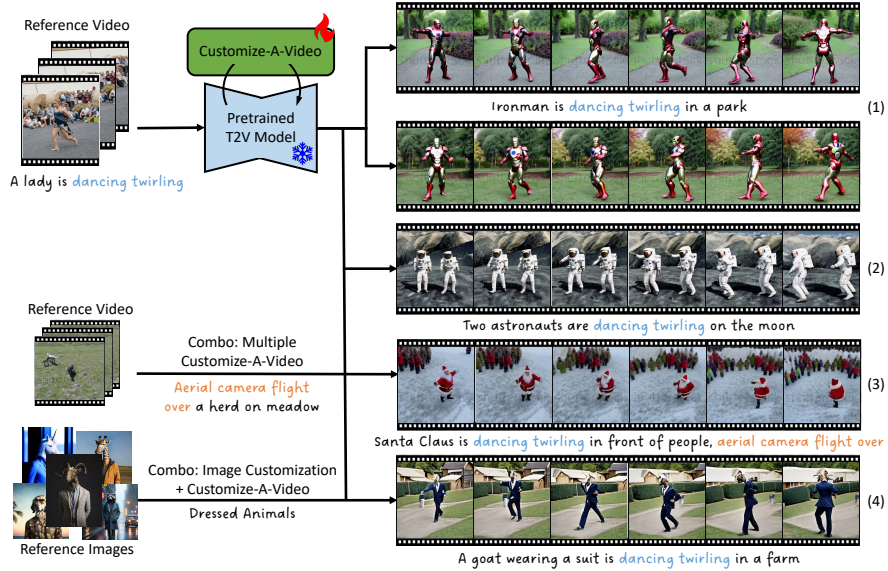 Reference Video
Customize-A-Video
Pretrained
T2V Model
A lady is dancing twirling
Ironman is dancing twirling in a park
(1)
Two astronauts are dancing twirling on the moon
(2)
Reference Video
Combo: Multiple
Customize-A-Video
Aerial camera flight
over a herd on meadow
Santa Claus is dancing twirling in front of people, aerial camera flight over
(3)
Combo: Image Customization
+ Customize-A-Video
Dressed Animals
Reference Images
A goat wearing a suit is dancing twirling in a farm
(4)